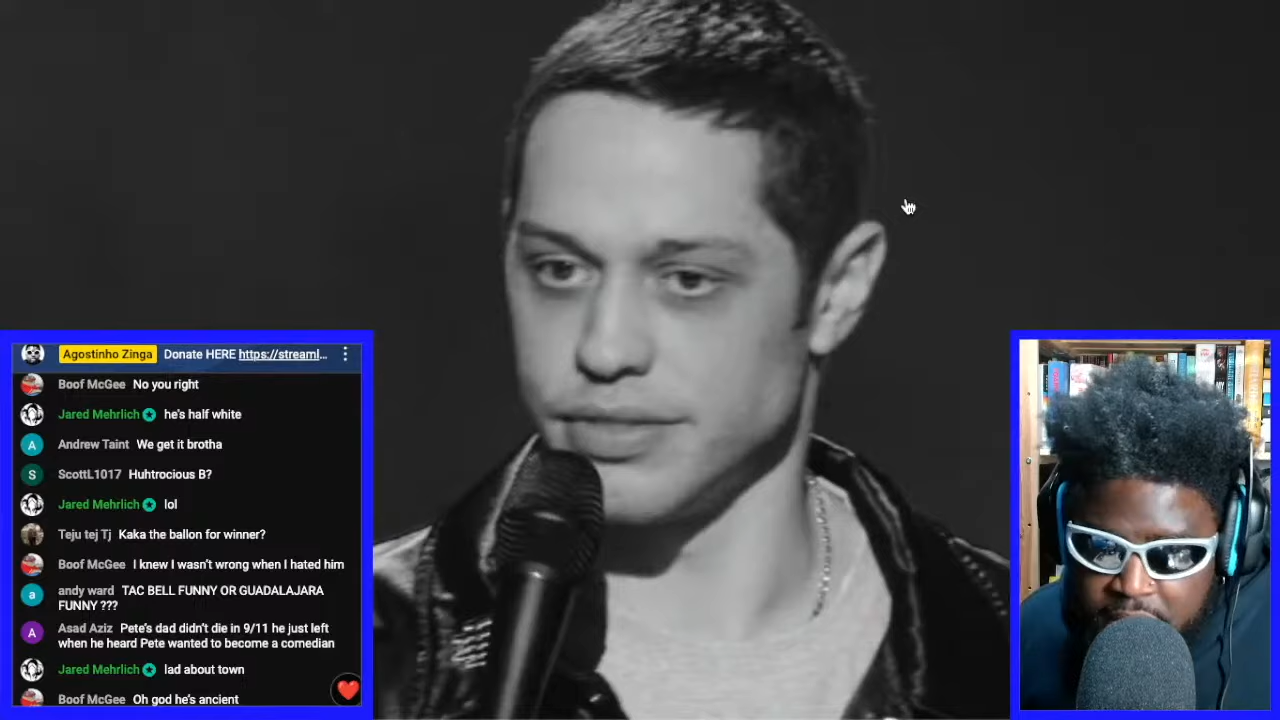 Agostinho Zinga Donate HERE https://streaml...
Boof McGee No you right
Jared Mehrlich he's half white
Andrew Taint We get it brotha
ScottL1017 Huhtrocious B?
Jared Mehrlich lol
Teju tej Tj Kaka the ballon for winner?
Boof McGee I knew I wasn't wrong when I hated him
andy ward TAC BELL FUNNY OR GUADALAJARA
FUNNY ???
Asad Aziz Pete's dad didn't die in 9/11 he just left
when he heard Pete wanted to become a comedian
Jared Mehrlich lad about town
Boof McGee Oh god he's ancient
A
S
a
A